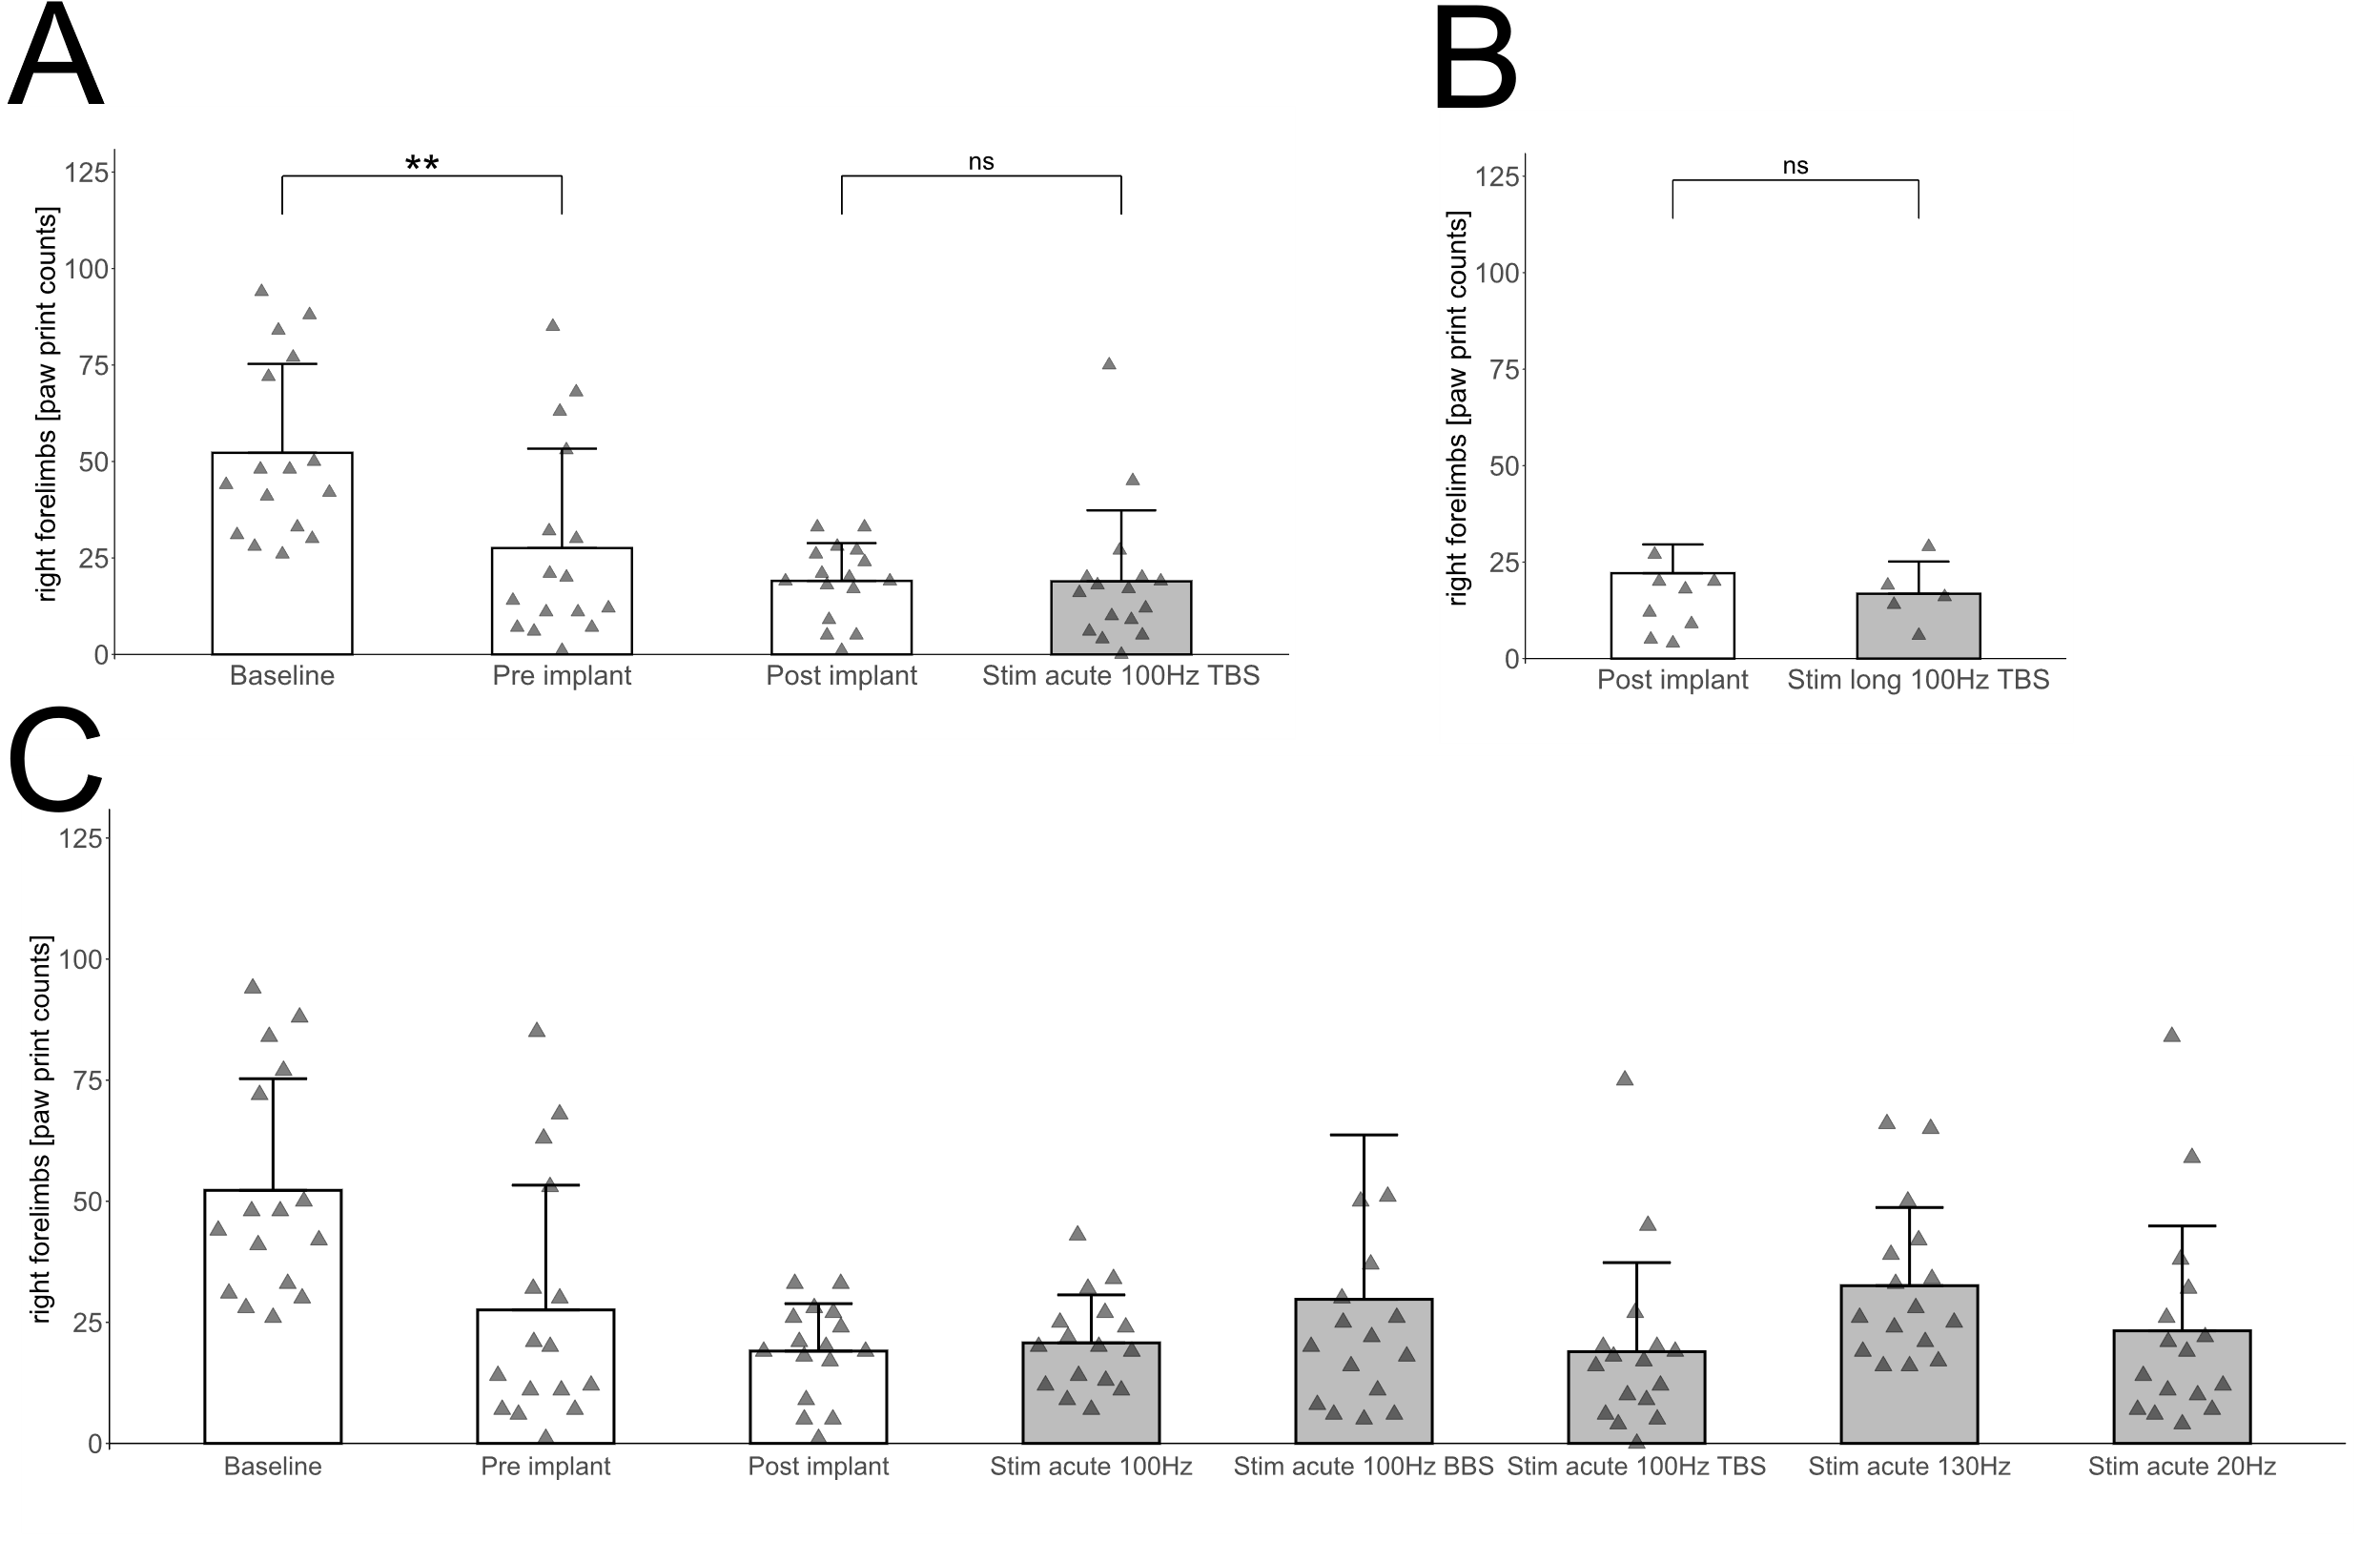 A
B
125
100
75
50
25
0
right forelimbs [paw print counts]
**
ns
Baseline
Pre implant
Post implant
Stim acute 100Hz TBS
125
100
75
50
25
0
right forelimbs [paw print counts]
ns
Post implant
Stim long 100Hz TBS
C
125
100
75
50
25
0
right forelimbs [paw print counts]
Baseline
Pre implant
Post implant
Stim acute 100Hz
Stim acute 100Hz BBS
Stim acute 100Hz TBS
Stim acute 130Hz
Stim acute 20Hz